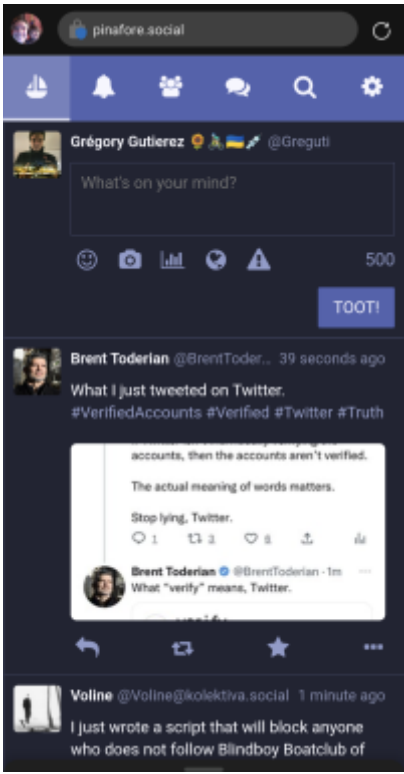 pinafore.social
Grégory Gutierez 🌻🚴🇺🇦💉 @Greguti
What's on your mind?
500
TOOT!
Brent Toderian @BrentToder... 39 seconds ago
What I just tweeted on Twitter.
#VerifiedAccounts #Verified #Twitter #Truth
accounts, then the accounts aren't verified.
The actual meaning of words matters.
Stop lying, Twitter.
1 2 6
Brent Toderian @BrentToderian · 1m
What "verify" means, Twitter.
Voline @Voline@kolektiva.social 1 minute ago
I just wrote a script that will block anyone
who does not follow Blindboy Boatclub of